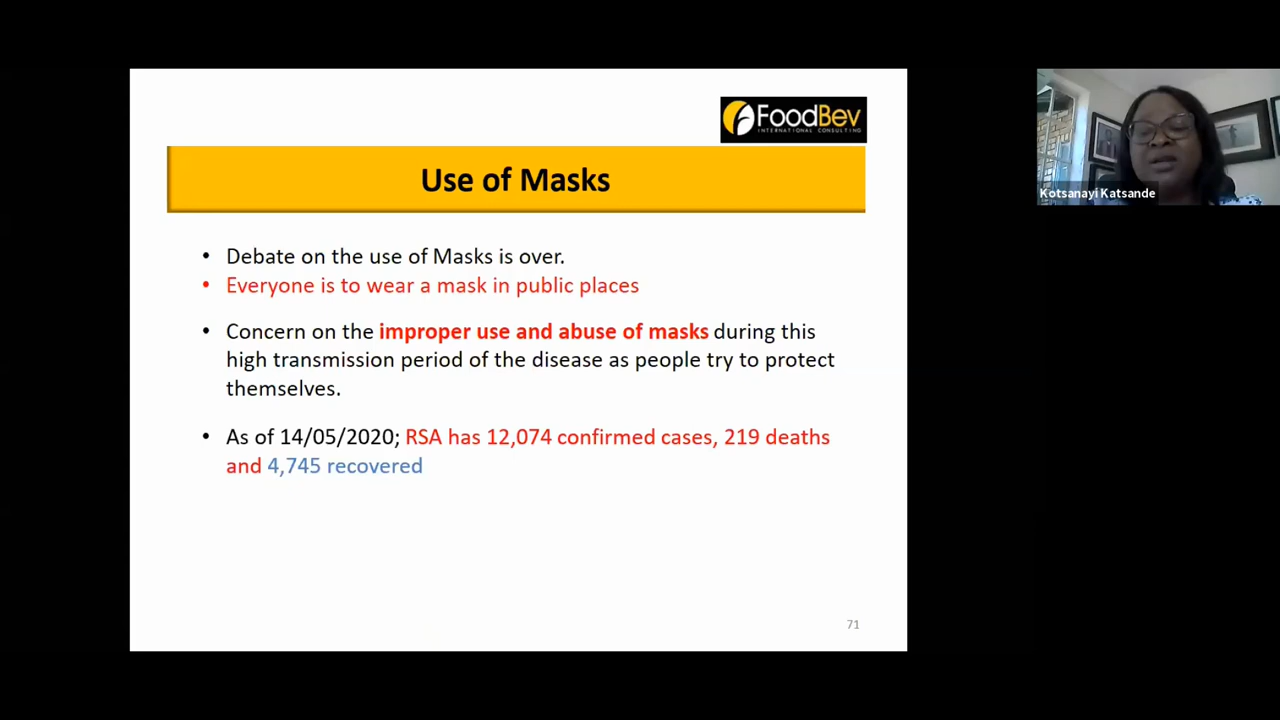 FoodBev
INTERNATIONAL CONSULTING
Use of Masks
Kotsanayi Katsande
• Debate on the use of Masks is over.
• Everyone is to wear a mask in public places
• Concern on the improper use and abuse of masks during this
high transmission period of the disease as people try to protect
themselves.
• As of 14/05/2020; RSA has 12,074 confirmed cases, 219 deaths
and 4,745 recovered
71